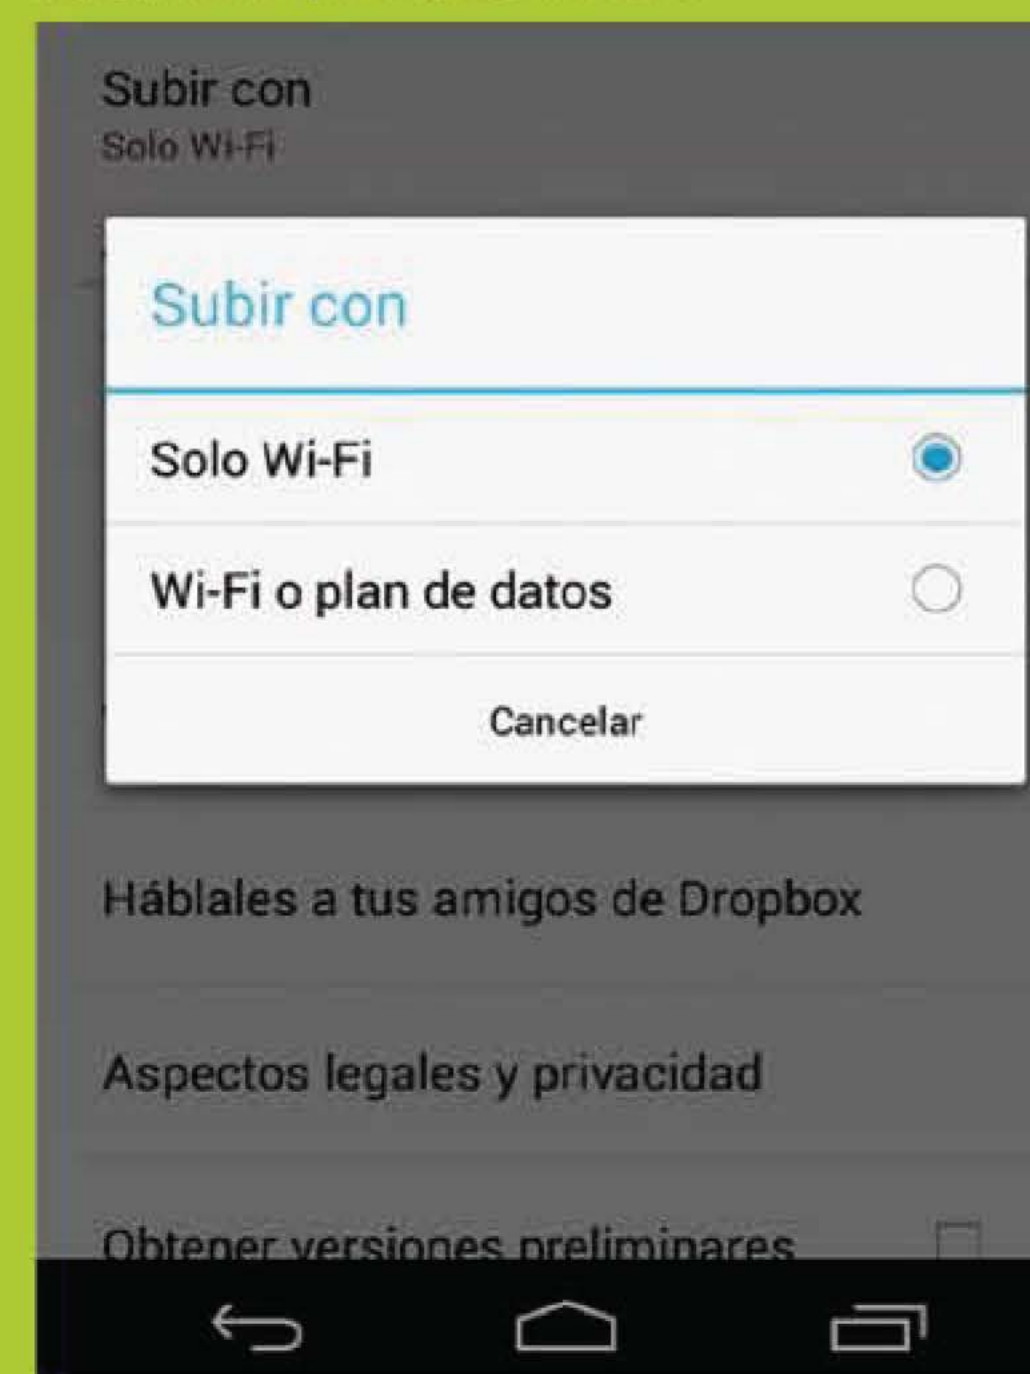 Subir con
Solo Wi-Fi
Subir con
Solo Wi-Fi
Wi-Fi o plan de datos
Cancelar
Háblales a tus amigos de Dropbox
Aspectos legales y privacidad
Obtener versiones preliminares